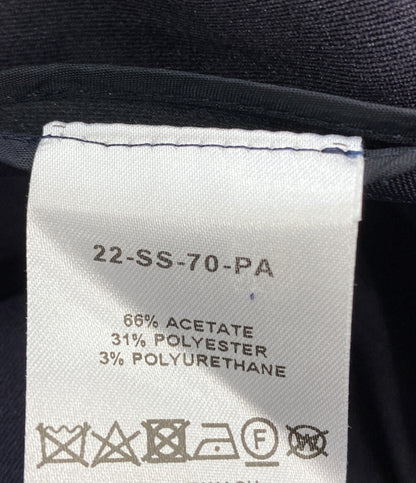 22-SS-70-PA
66% ACETATE
31% POLYESTER
3% POLYURETHANE
F
W